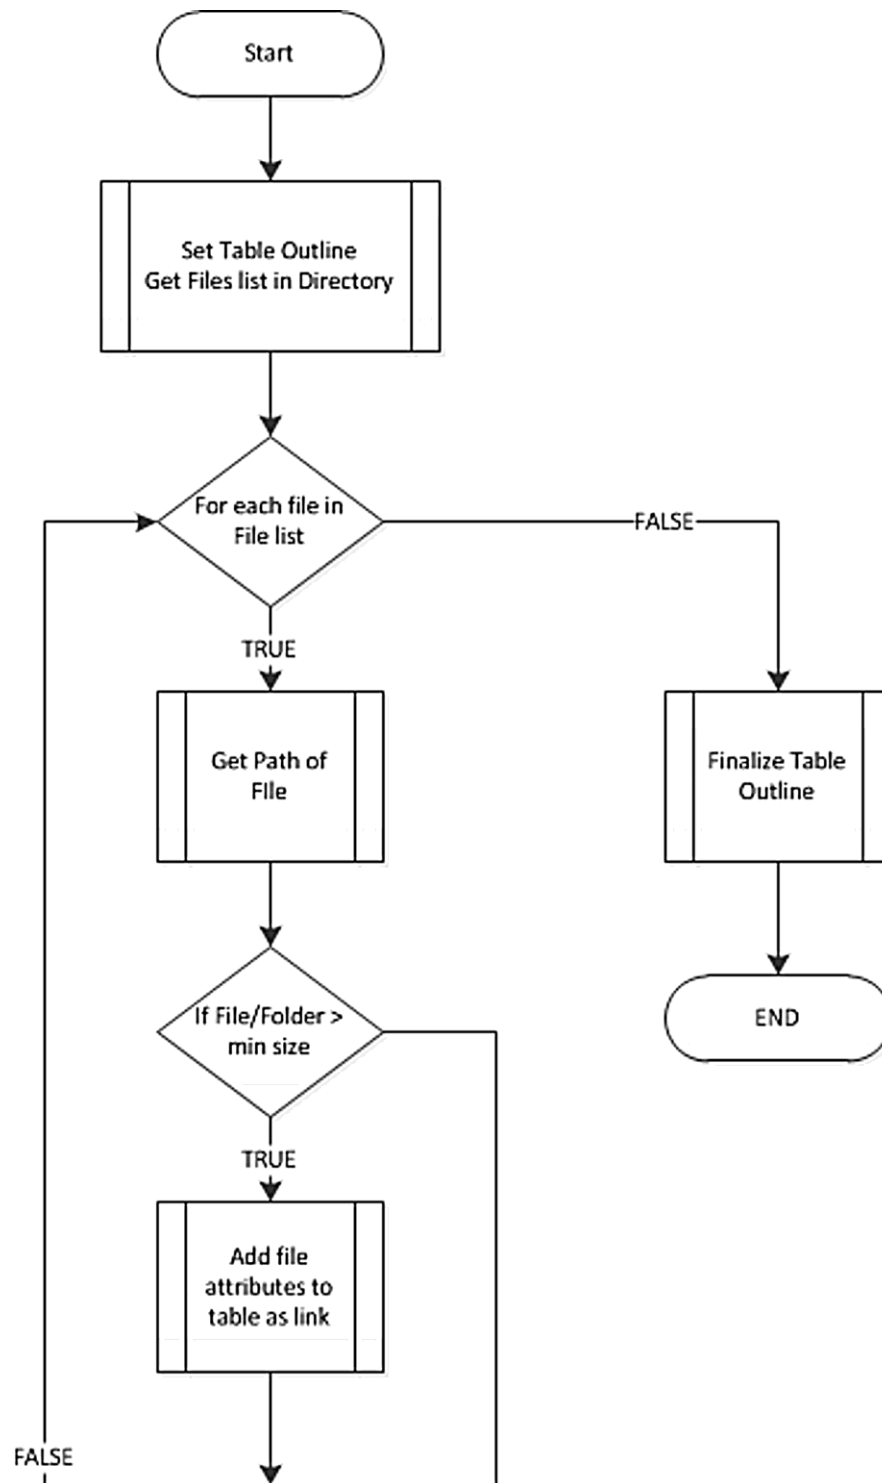 Start
Set Table Outline
Get Files list in Directory
For each file in
File list
FALSE
TRUE
Get Path of
FIle
Finalize Table
Outline
If File/Folder >
min size
END
TRUE
Add file
attributes to
table as link
FALSE